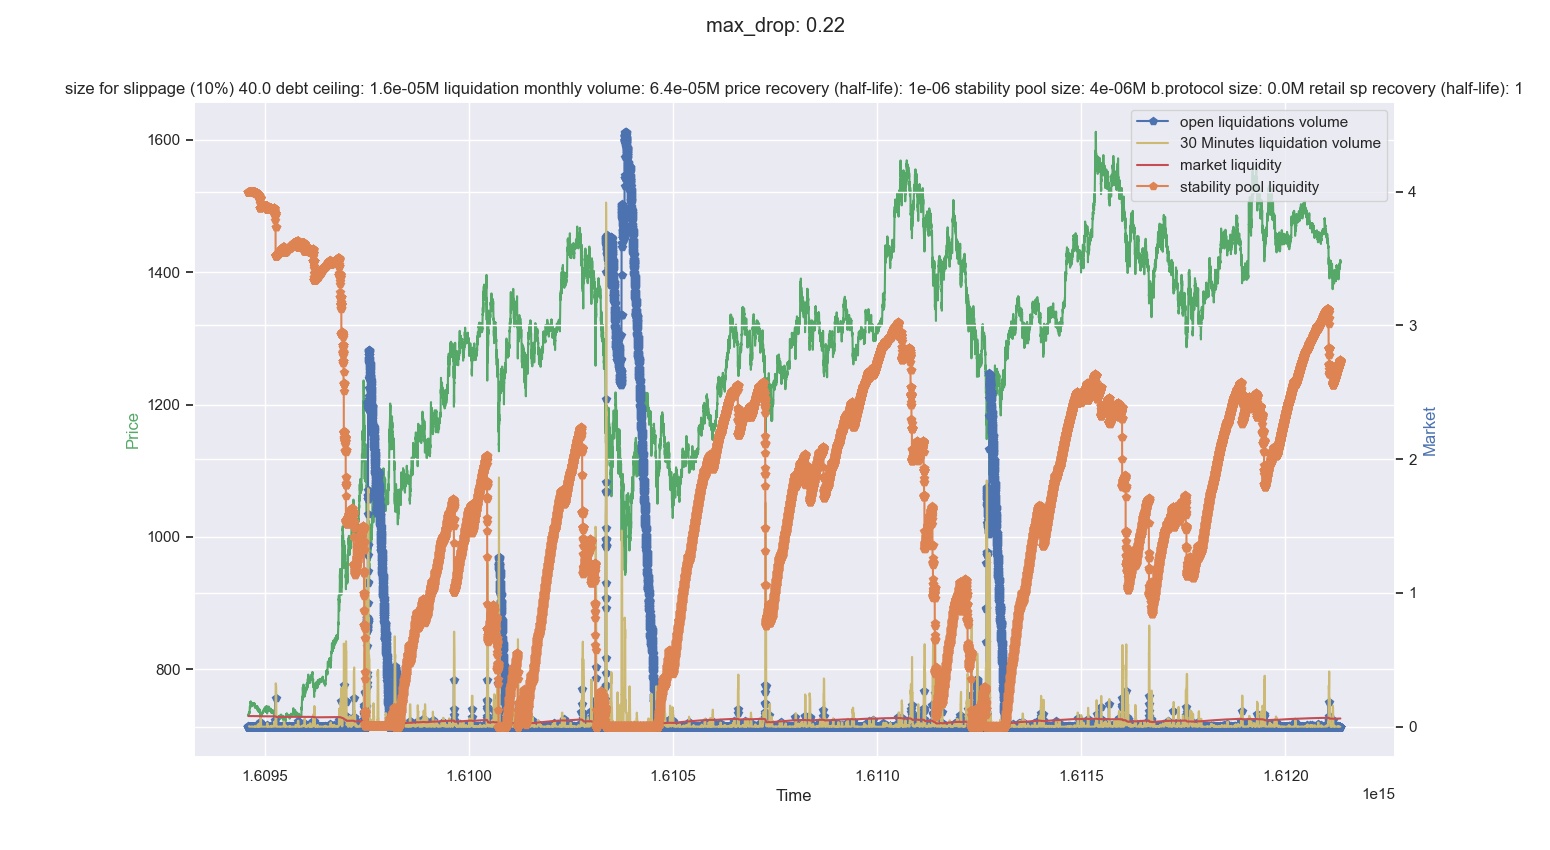 max_drop: 0.22
size for slippage (10%) 40.0 debt ceiling: 1.6e-05M liquidation monthly volume: 6.4e-05M price recovery (half-life): 1e-06 stability pool size: 4e-06M b.protocol size: 0.0M retail sp recovery (half-life): 1
open liquidations volume
30 Minutes liquidation volume
market liquidity
stability pool liquidity
1600
1400
1200
1000
800
Price
4
3
2
1
0
Market
1.6095 1.6100 1.6105 1.6110 1.6115 1.6120
Time
1e15